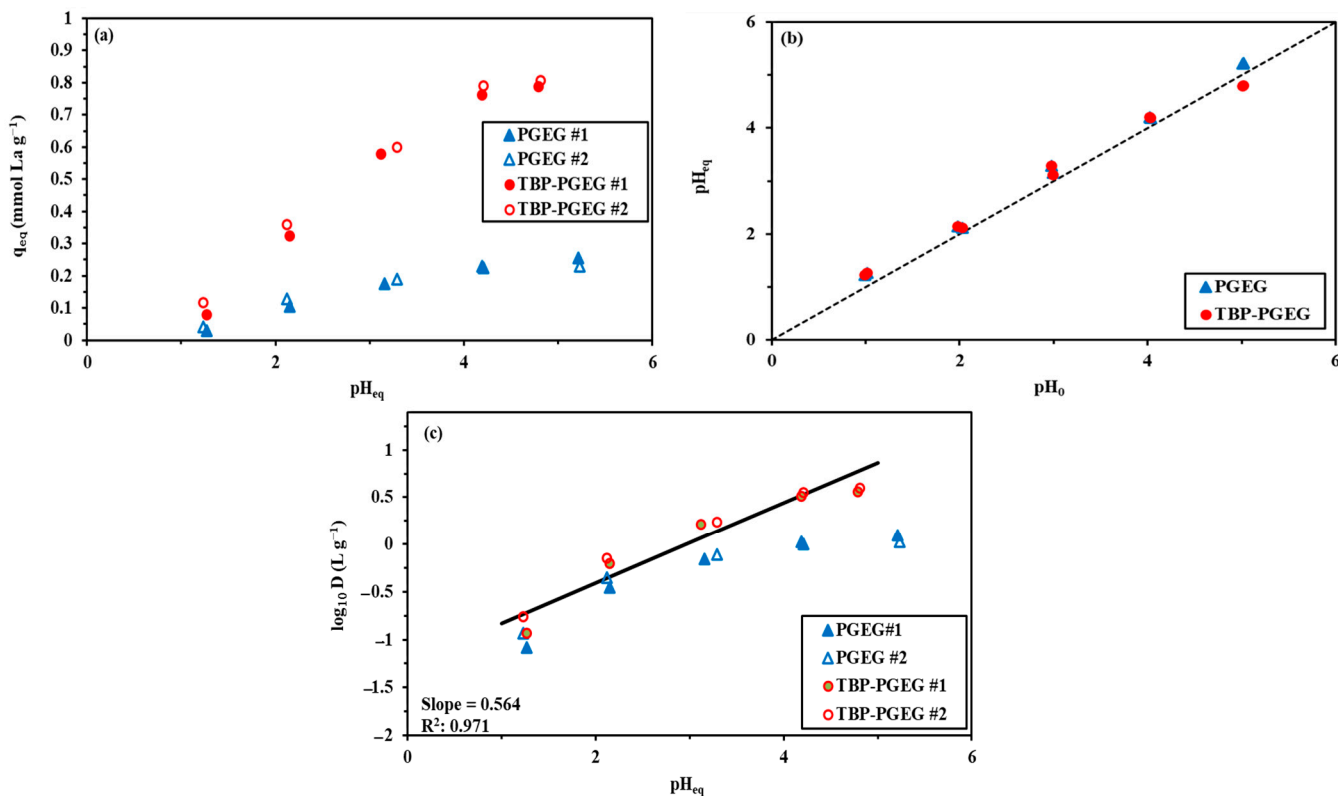 (a)
1
0.9
0.8
0.7
0.6
0.5
0.4
0.3
0.2
0.1
0
q_eq (mmol La g⁻¹)
PGEG #1
PGEG #2
TBP-PGEG #1
TBP-PGEG #2
0 2 4 6
pH_eq
(b)
6
4
2
0
pH_eq
PGEG
TBP-PGEG
0 2 4 6
pH₀
(c)
1
0.5
0
−0.5
−1
−1.5
−2
log₁₀ D (L g⁻¹)
PGEG#1
PGEG #2
TBP-PGEG #1
TBP-PGEG #2
Slope = 0.564
R²: 0.971
0 2 4 6
pH_eq